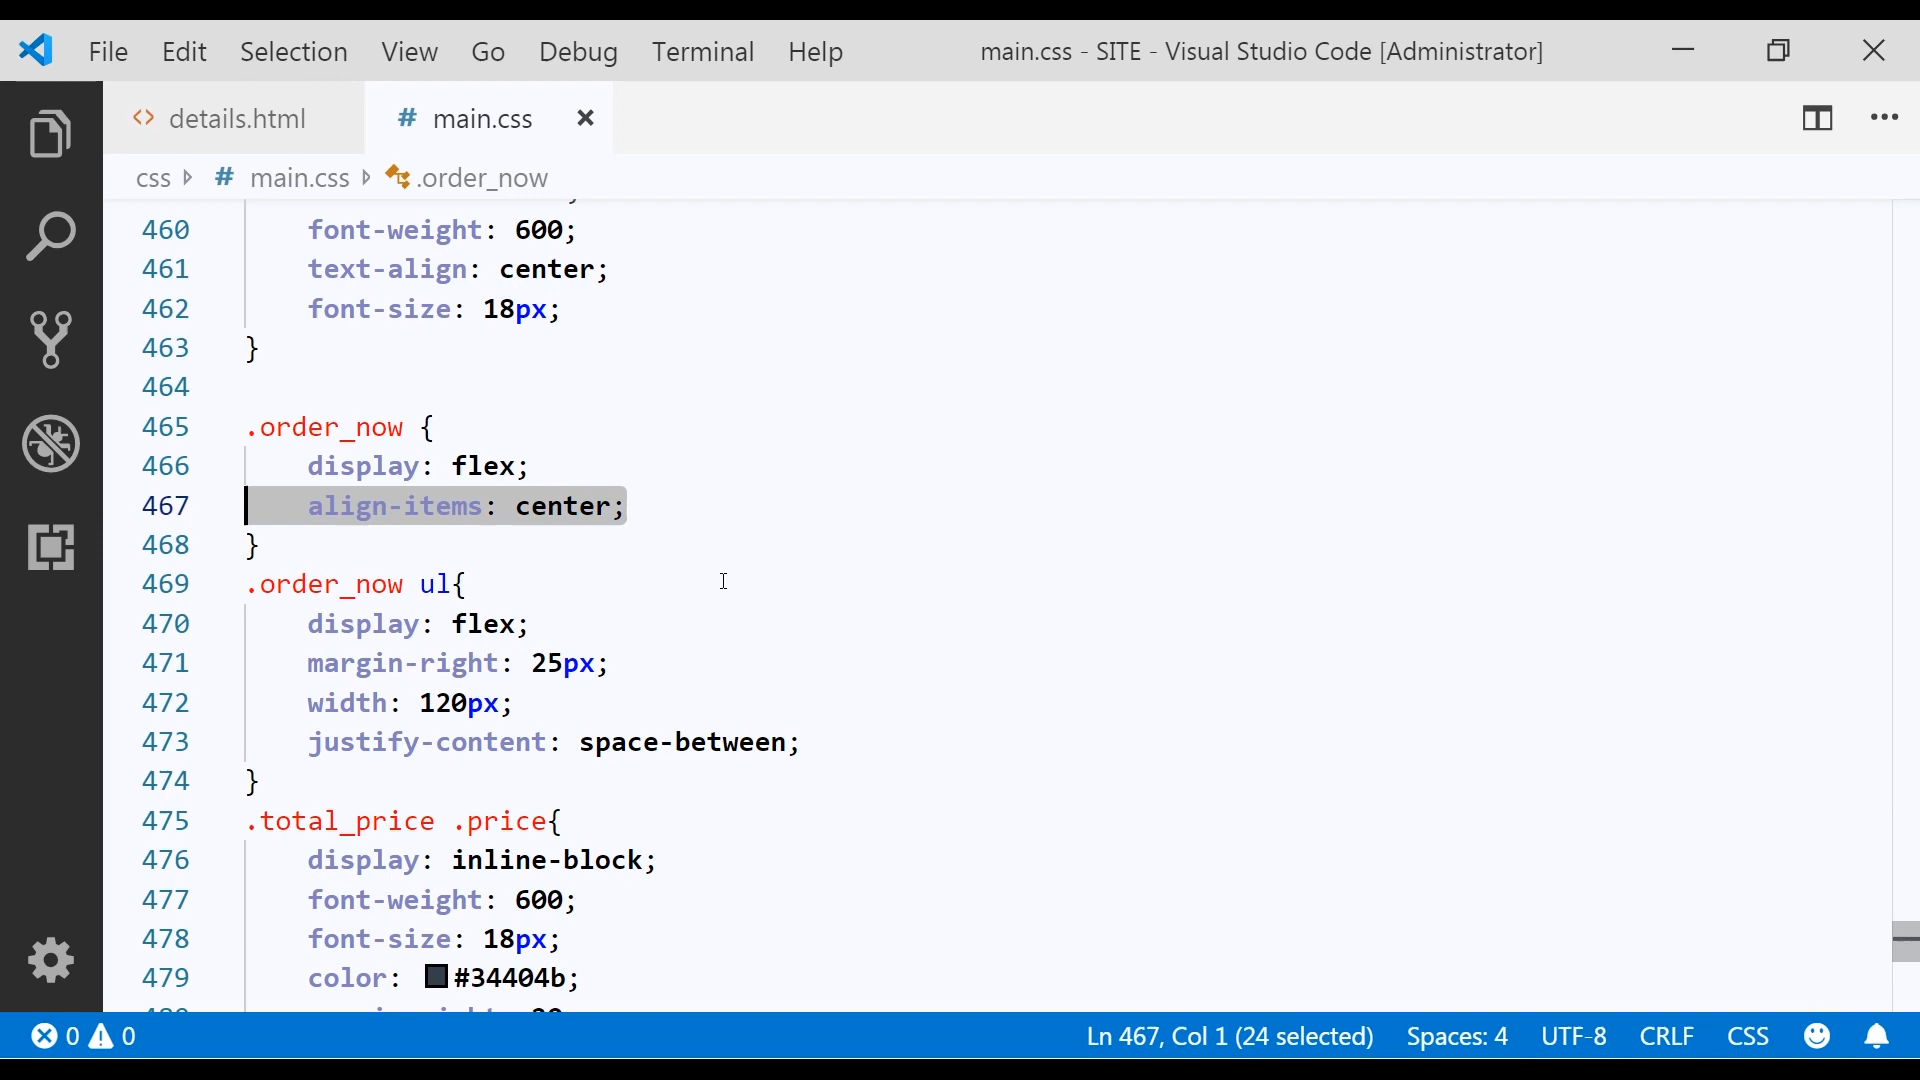 File Edit Selection View Go Debug Terminal Help main.css - SITE - Visual Studio Code [Administrator]
<> details.html # main.css
css # main.css .order_now
460 font-weight: 600;
461 text-align: center;
462 font-size: 18px;
463 }
464
465 .order_now {
466 display: flex;
467 align-items: center;
468 }
469 .order_now ul{
470 display: flex;
471 margin-right: 25px;
472 width: 120px;
473 justify-content: space-between;
474 }
475 .total_price .price{
476 display: inline-block;
477 font-weight: 600;
478 font-size: 18px;
479 color: #34404b;
0 0 Ln 467, Col 1 (24 selected) Spaces: 4 UTF-8 CRLF CSS